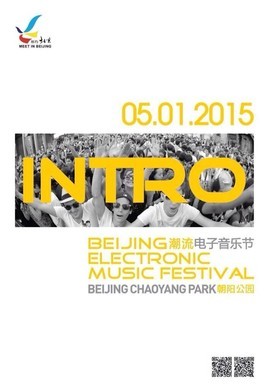 MEET IN BEIJING
05.01.2015
INTRO
BEIJING 潮流电子音乐节
ELECTRONIC
MUSIC FESTIVAL
BEIJING CHAOYANG PARK 朝阳公园